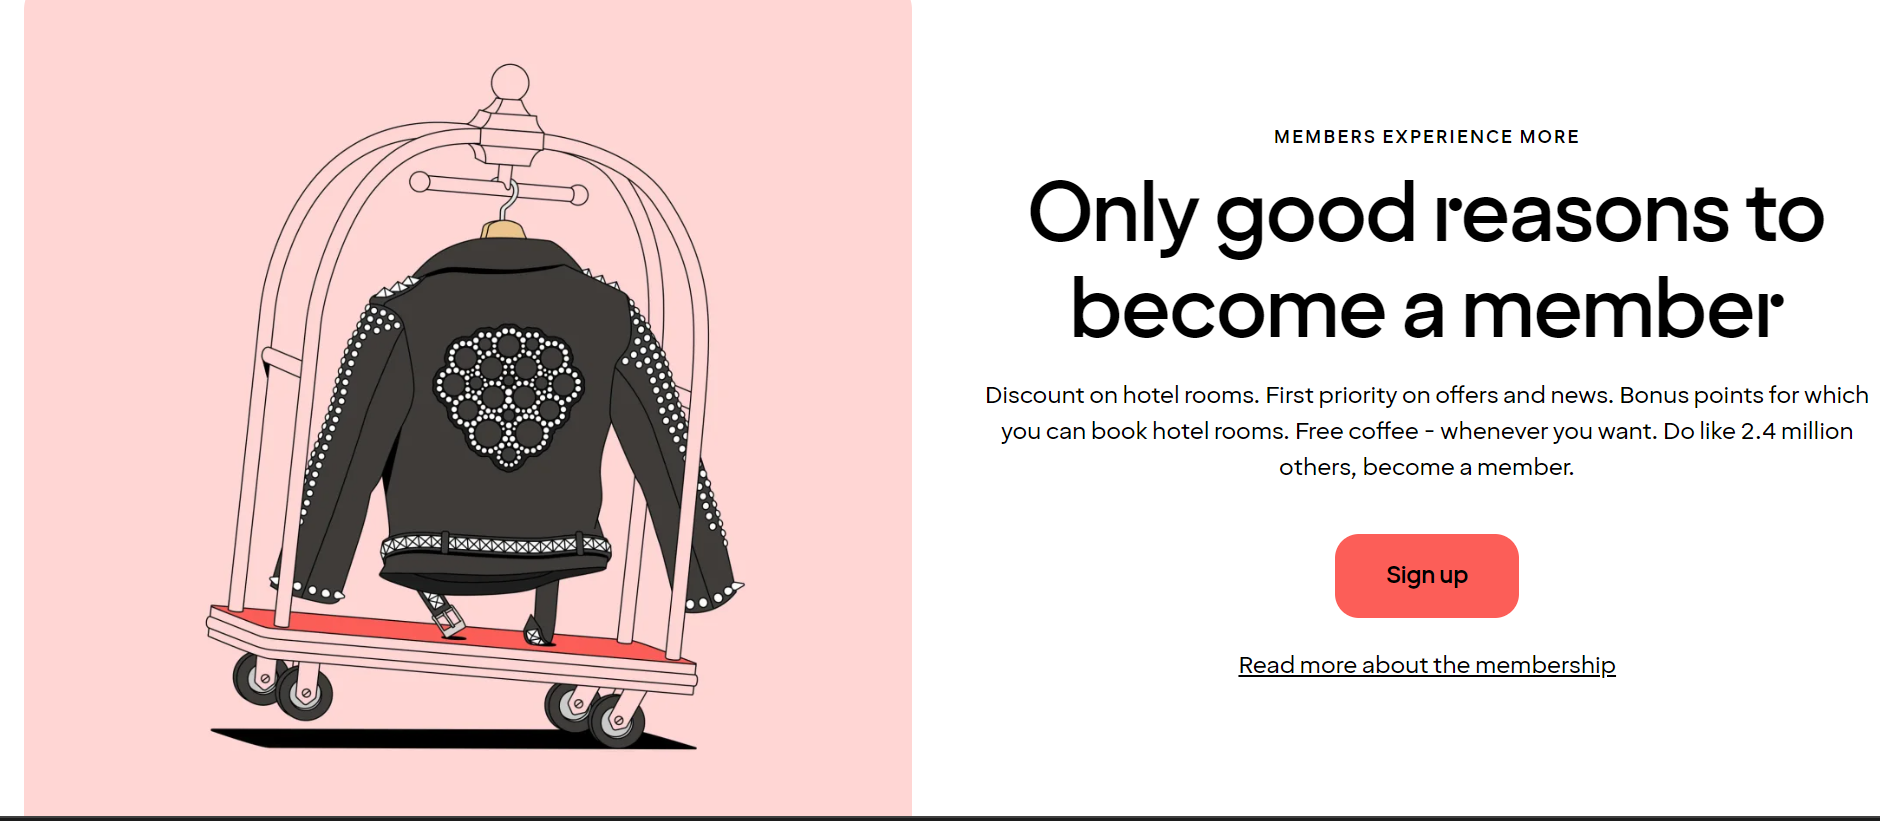 MEMBERS EXPERIENCE MORE
Only good reasons to
become a member
Discount on hotel rooms. First priority on offers and news. Bonus points for which
you can book hotel rooms. Free coffee - whenever you want. Do like 2.4 million
others, become a member.
Sign up
Read more about the membership